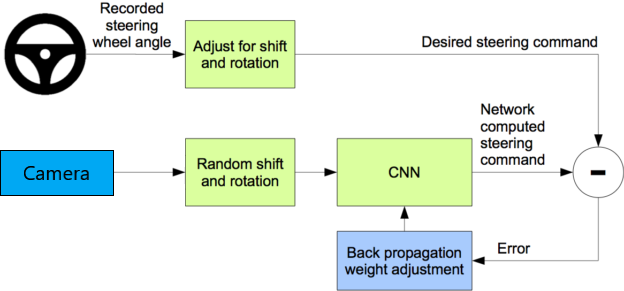 Recorded
steering
wheel angle
Adjust for shift
and rotation
Desired steering command
Network
computed
steering
command
Camera
Random shift
and rotation
CNN
-
Back propagation
weight adjustment
Error